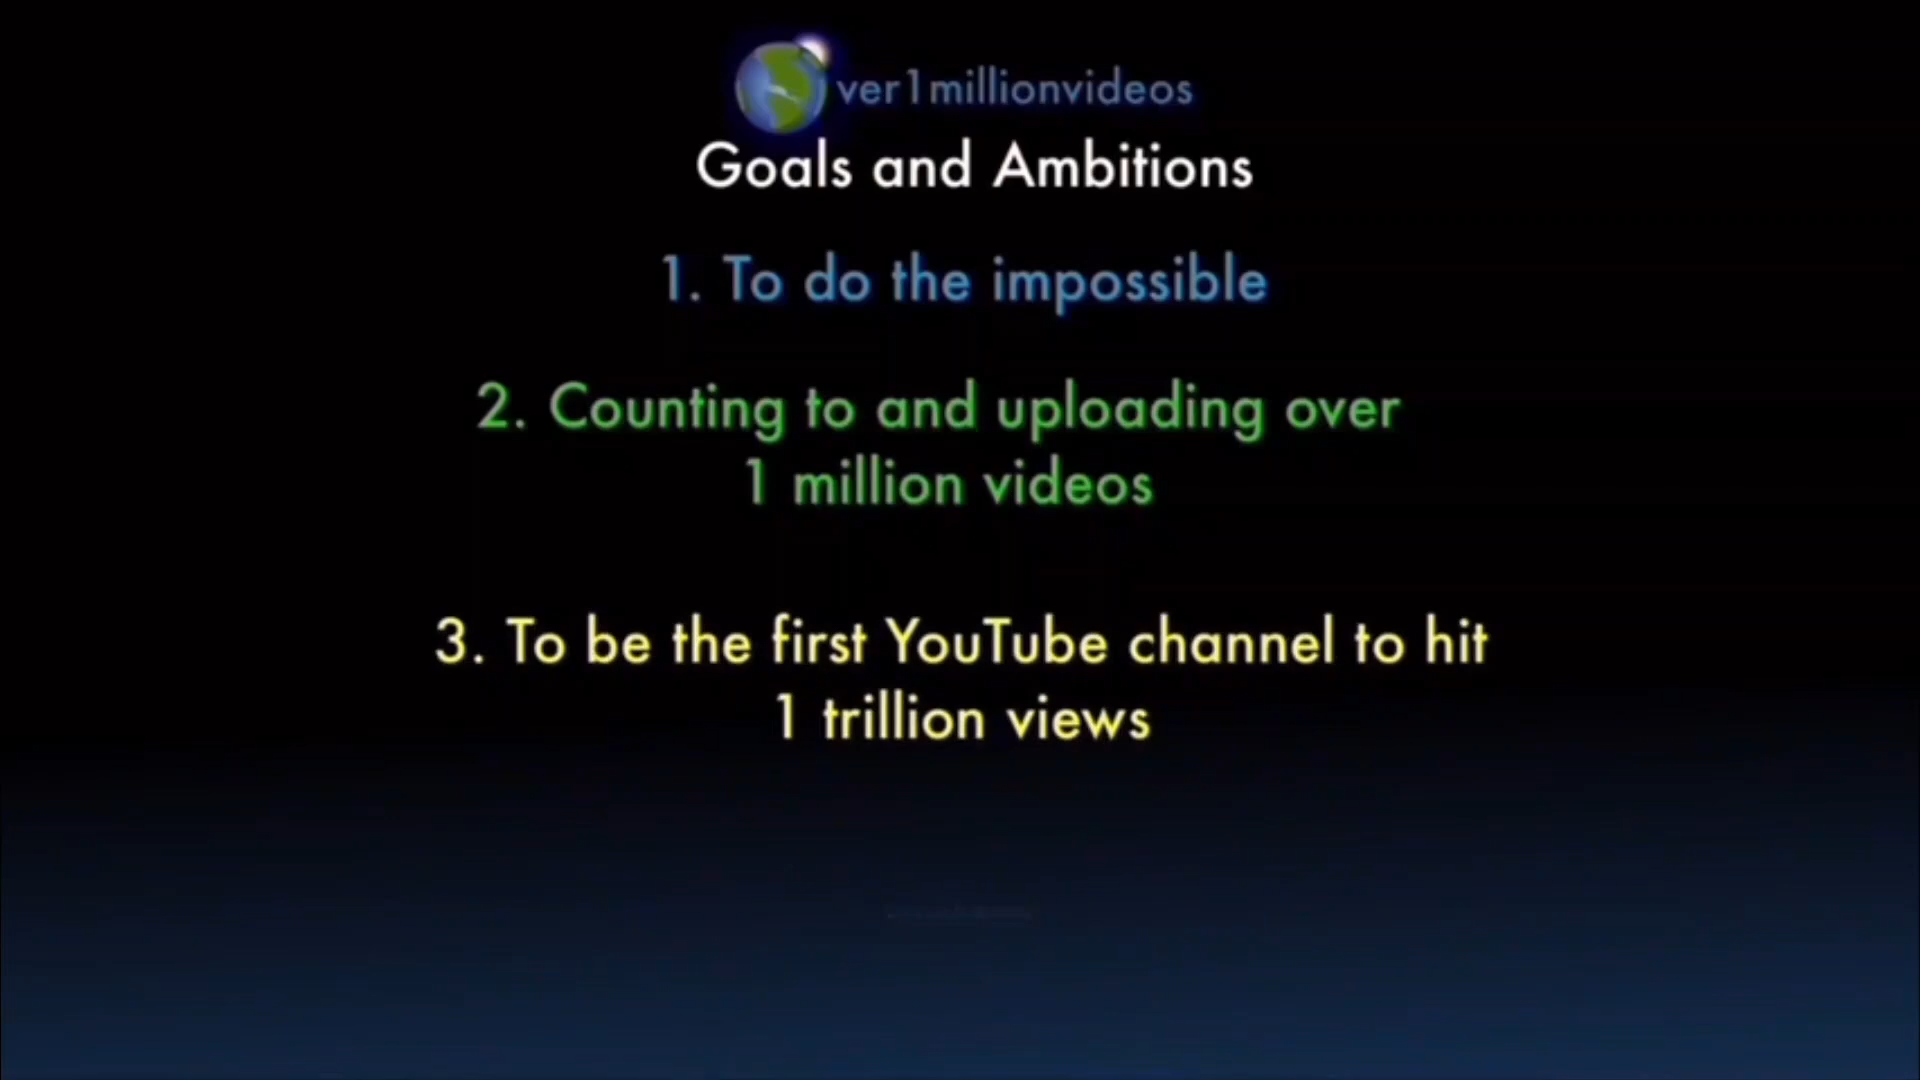 ver1millionvideos
Goals and Ambitions
1. To do the impossible
2. Counting to and uploading over
1 million videos
3. To be the first YouTube channel to hit
1 trillion views